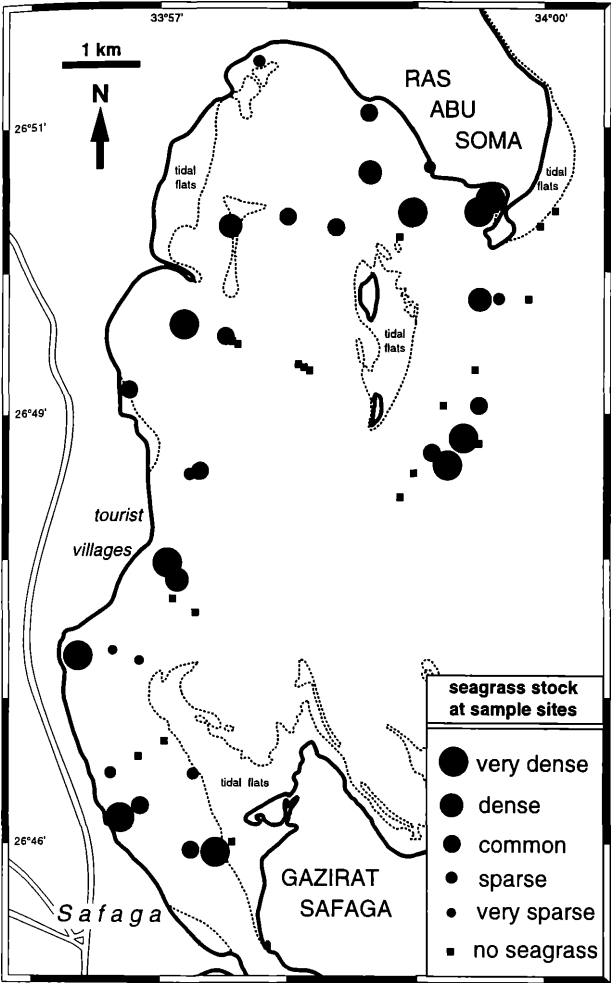 33°57'
34°00'
1 km
N
26°51'
RAS
ABU
SOMA
tidal
flats
tidal
flats
tidal
flats
26°49'
tourist
villages
seagrass stock
at sample sites
very dense
dense
common
sparse
very sparse
no seagrass
tidal flats
26°46'
GAZIRAT
SAFAGA
Safaga